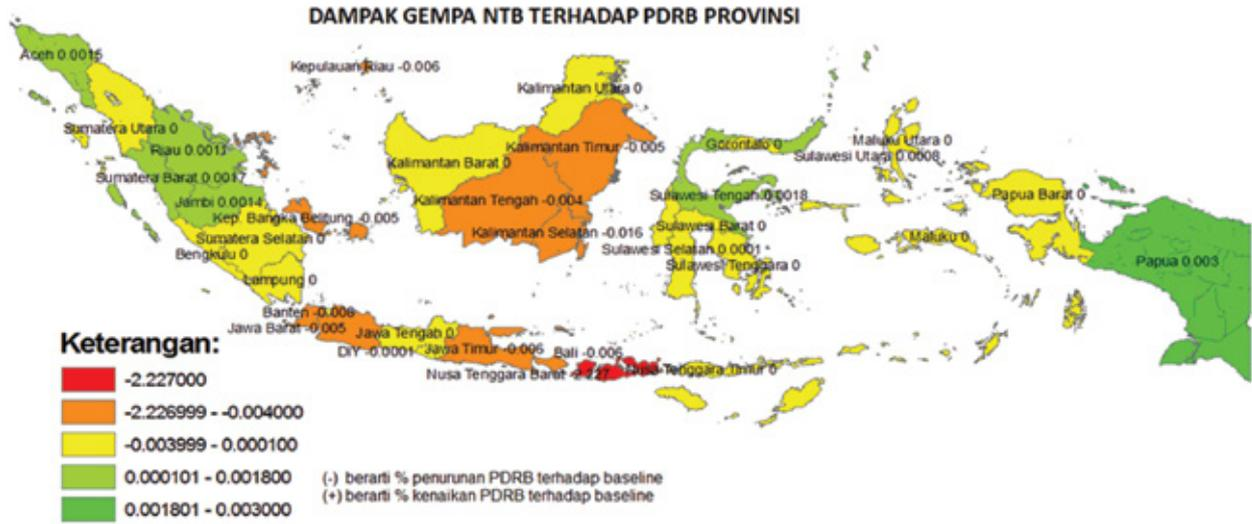 DAMPAK GEMPA NTB TERHADAP PDRB PROVINSI
Aceh 0.0015
Kepulauan Riau -0.006
Kalimantan Utara 0
Sumatera Utara 0
Riau 0.0011
Kalimantan Timur -0.005
Gorontalo 0
Maluku Utara 0
Sulawesi Utara 0.0008
Kalimantan Barat 0
Sumatera Barat 0.0017
Sulawesi Tengah 0.0018
Papua Barat 0
Jambi 0.0014
Kalimantan Tengah -0.004
Kep. Bangka Belitung -0.005
Kalimantan Selatan -0.016
Sulawesi Barat 0
Sumatera Selatan 0
Maluku 0
Bengkulu 0
Sulawesi Selatan 0.0001
Sulawesi Tenggara 0
Papua 0.003
Lampung 0
Banten -0.006
Jawa Barat -0.005
Jawa Tengah 0
DIY -0.0001
Jawa Timur -0.006
Bali -0.006
Nusa Tenggara Barat -2.227
Nusa Tenggara Timur 0
Keterangan:
-2.227000
-2.226999 - -0.004000
-0.003999 - 0.000100
0.000101 - 0.001800
0.001801 - 0.003000
(-) berarti % penurunan PDRB terhadap baseline
(+) berarti % kenaikan PDRB terhadap baseline